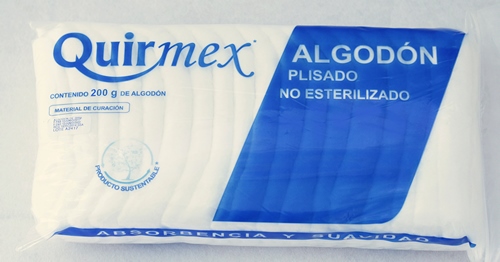 Quirmex
CONTENIDO 200 g DE ALGODÓN
MATERIAL DE CURACIÓN
PRODUCTO SUSTENTABLE
ALGODÓN
PLISADO
NO ESTERILIZADO
ABSORBENCIA Y SUAVIDAD